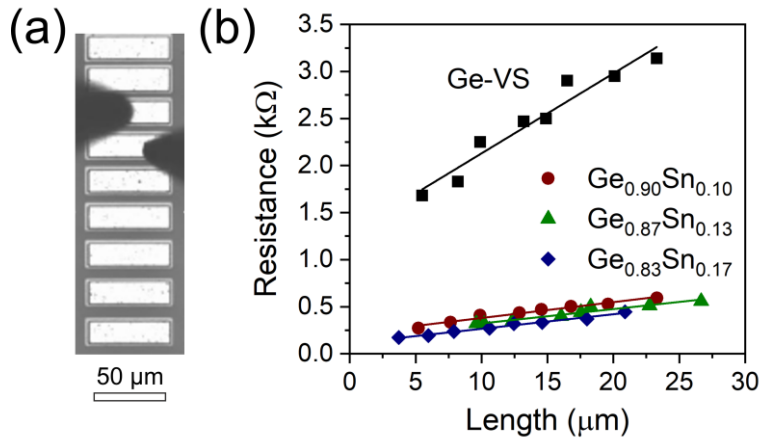 (a)
50 μm
(b)
Resistance (kΩ)
3.5
3.0
2.5
2.0
1.5
1.0
0.5
0.0
Ge-VS
Ge₀.₉₀Sn₀.₁₀
Ge₀.₈₇Sn₀.₁₃
Ge₀.₈₃Sn₀.₁₇
0 5 10 15 20 25 30
Length (μm)